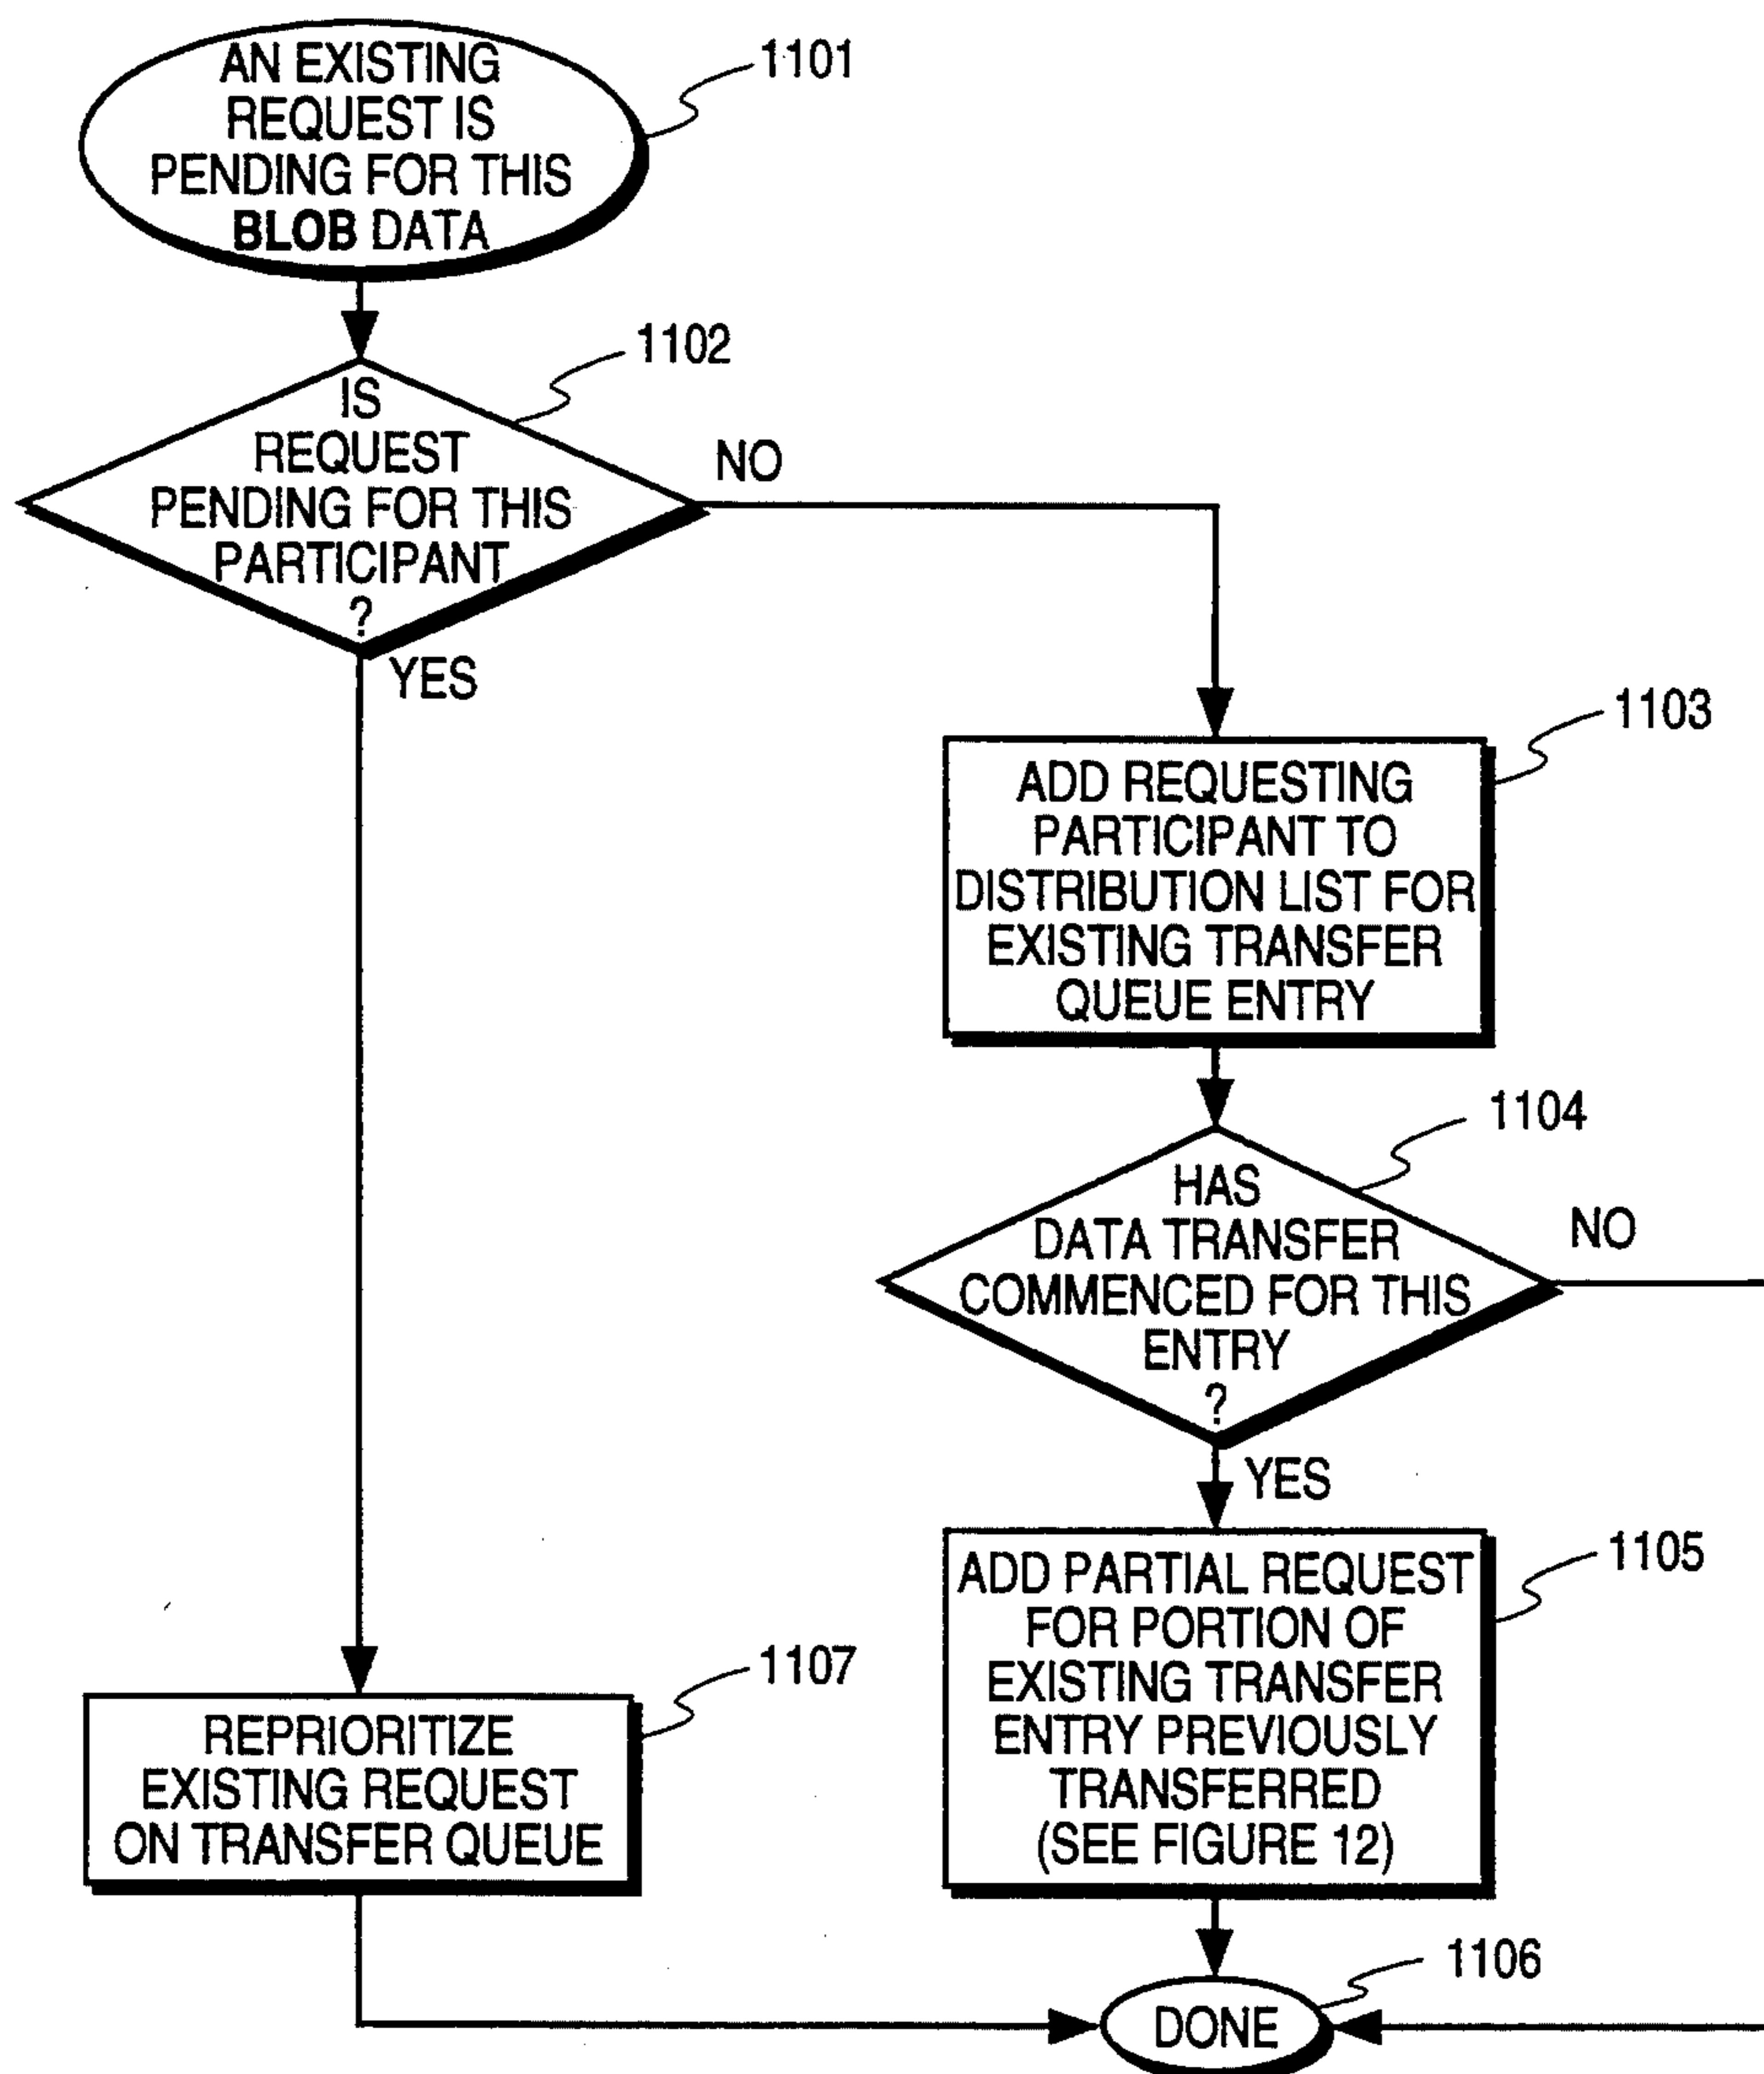 AN EXISTING
REQUEST IS
PENDING FOR THIS
BLOB DATA
1101
1102
IS
REQUEST
PENDING FOR THIS
PARTICIPANT
?
NO
YES
1103
ADD REQUESTING
PARTICIPANT TO
DISTRIBUTION LIST FOR
EXISTING TRANSFER
QUEUE ENTRY
1104
HAS
DATA TRANSFER
COMMENCED FOR THIS
ENTRY
?
NO
YES
1105
ADD PARTIAL REQUEST
FOR PORTION OF
EXISTING TRANSFER
ENTRY PREVIOUSLY
TRANSFERRED
(SEE FIGURE 12)
1107
REPRIORITIZE
EXISTING REQUEST
ON TRANSFER QUEUE
1106
DONE